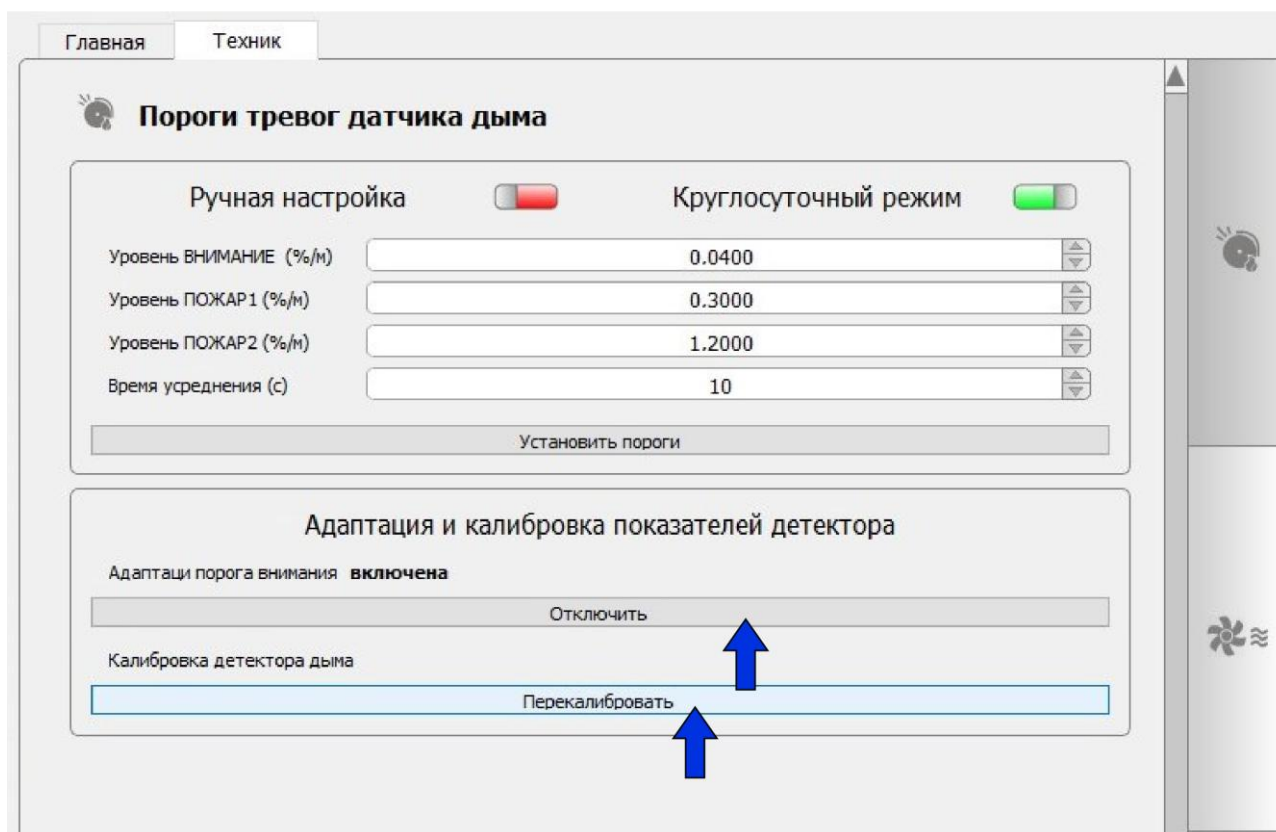 Главная Техник
Пороги тревог датчика дыма
Ручная настройка Круглосуточный режим
Уровень ВНИМАНИЕ (%/м) 0.0400
Уровень ПОЖАР1 (%/м) 0.3000
Уровень ПОЖАР2 (%/м) 1.2000
Время усреднения (с) 10
Установить пороги
Адаптация и калибровка показателей детектора
Адаптаци порога внимания включена
Отключить
Калибровка детектора дыма
Перекалибровать